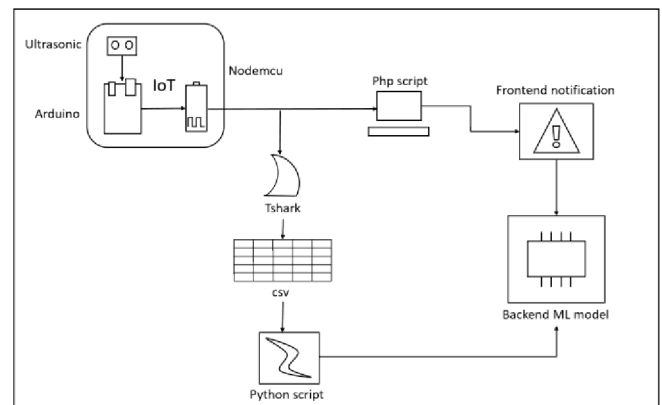 Ultrasonic
IoT
Nodemcu
Arduino
Php script
Frontend notification
Tshark
csv
Backend ML model
Python script